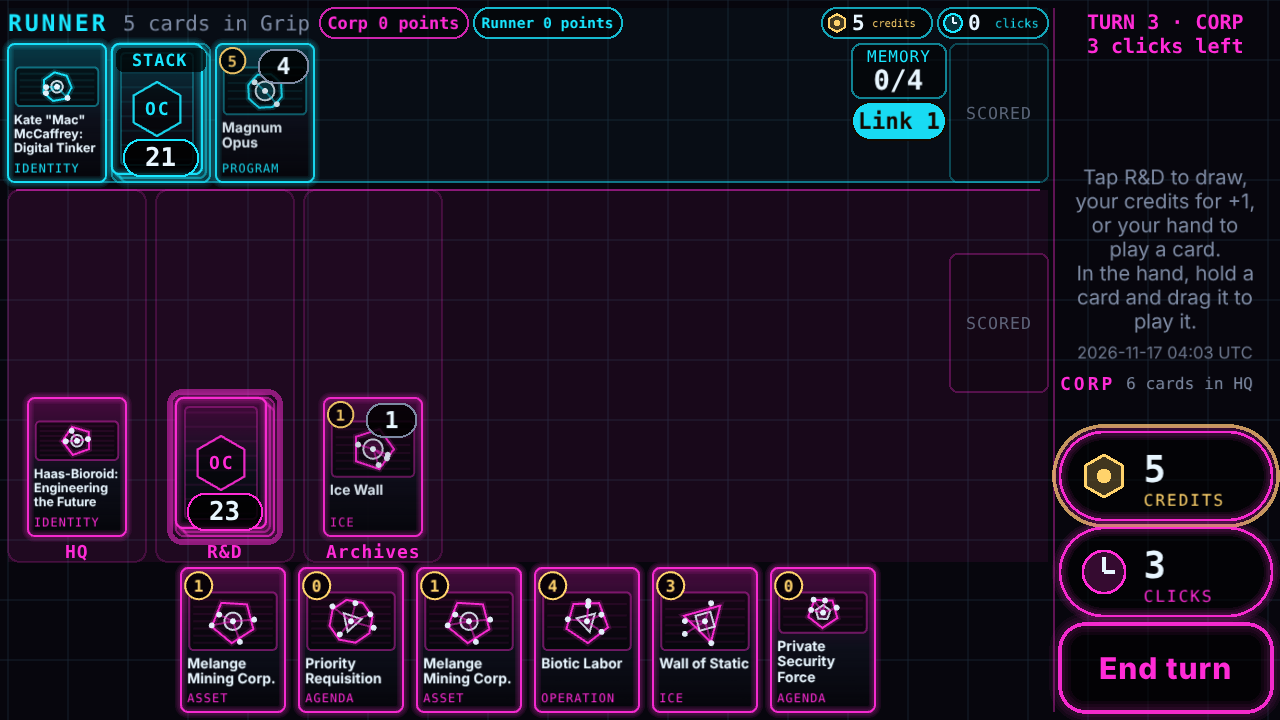 RUNNER 5 cards in Grip Corp 0 points Runner 0 points 5 credits 0 clicks
TURN 3 · CORP
3 clicks left
Kate "Mac"
McCaffrey:
Digital Tinker
IDENTITY
STACK
OC
21
5
4
Magnum
Opus
PROGRAM
MEMORY
0/4
Link 1
SCORED
Tap R&D to draw,
your credits for +1,
or your hand to
play a card.
In the hand, hold a
card and drag it to
play it.
2026-11-17 04:03 UTC
CORP 6 cards in HQ
SCORED
Haas-Bioroid:
Engineering
the Future
IDENTITY
HQ
OC
23
R&D
1
1
Ice Wall
ICE
Archives
5
CREDITS
3
CLICKS
End turn
1
Melange
Mining Corp.
ASSET
0
Priority
Requisition
AGENDA
1
Melange
Mining Corp.
ASSET
4
Biotic Labor
OPERATION
3
Wall of Static
ICE
0
Private
Security
Force
AGENDA